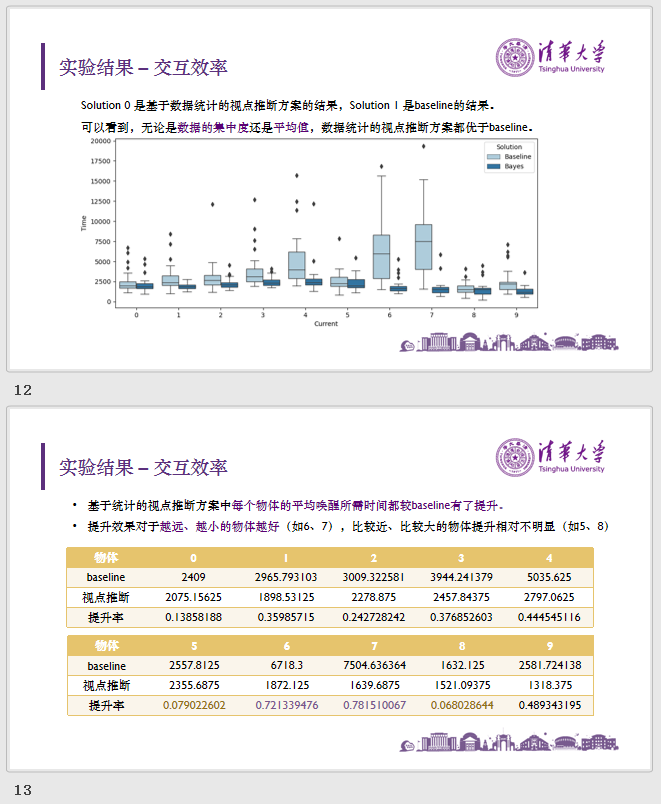 实验结果 – 交互效率
清华大学
Tsinghua University
Solution 0 是基于数据统计的视点推断方案的结果，Solution 1 是baseline的结果。
可以看到，无论是数据的集中度还是平均值，数据统计的视点推断方案都优于baseline。
20000
17500
15000
12500
10000
7500
5000
2500
0
Time
Solution
Baseline
Bayes
0 1 2 3 4 5 6 7 8 9
Current
12
实验结果 – 交互效率
清华大学
Tsinghua University
• 基于统计的视点推断方案中每个物体的平均唤醒所需时间都较baseline有了提升。
• 提升效果对于越远、越小的物体越好（如6、7），比较近、比较大的物体提升相对不明显（如5、8）
物体 0 1 2 3 4
baseline 2409 2965.793103 3009.322581 3944.241379 5035.625
视点推断 2075.15625 1898.53125 2278.875 2457.84375 2797.0625
提升率 0.13858188 0.35985715 0.242728242 0.376852603 0.444545116
物体 5 6 7 8 9
baseline 2557.8125 6718.3 7504.636364 1632.125 2581.724138
视点推断 2355.6875 1872.125 1639.6875 1521.09375 1318.375
提升率 0.079022602 0.721339476 0.781510067 0.068028644 0.489343195
13